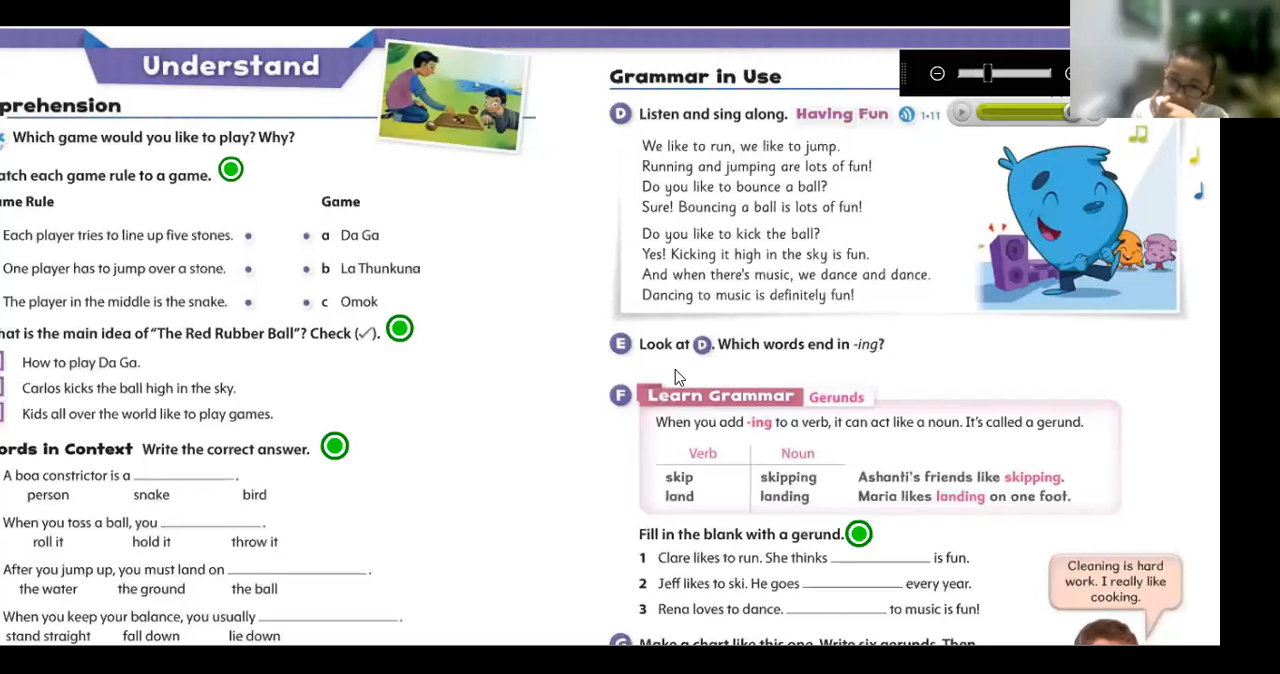 Understand
prehension
Which game would you like to play? Why?
atch each game rule to a game.
me Rule
Game
Each player tries to line up five stones.
a Da Ga
One player has to jump over a stone.
b La Thunkuna
The player in the middle is the snake.
c Omok
hat is the main idea of “The Red Rubber Ball”? Check (✓).
How to play Da Ga.
Carlos kicks the ball high in the sky.
Kids all over the world like to play games.
ords in Context Write the correct answer.
A boa constrictor is a ____________.
person snake bird
When you toss a ball, you ____________.
roll it hold it throw it
After you jump up, you must land on ____________.
the water the ground the ball
When you keep your balance, you usually ____________.
stand straight fall down lie down
Grammar in Use
D Listen and sing along. Having Fun 1·11
We like to run, we like to jump.
Running and jumping are lots of fun!
Do you like to bounce a ball?
Sure! Bouncing a ball is lots of fun!
Do you like to kick the ball?
Yes! Kicking it high in the sky is fun.
And when there's music, we dance and dance.
Dancing to music is definitely fun!
E Look at D. Which words end in -ing?
F Learn Grammar Gerunds
When you add -ing to a verb, it can act like a noun. It's called a gerund.
Verb Noun
skip skipping Ashanti's friends like skipping.
land landing Maria likes landing on one foot.
Fill in the blank with a gerund.
1 Clare likes to run. She thinks ____________ is fun.
2 Jeff likes to ski. He goes ____________ every year.
3 Rena loves to dance. ____________ to music is fun!
Cleaning is hard
work. I really like
cooking.
G Make a chart like this one. Write six gerunds. Then